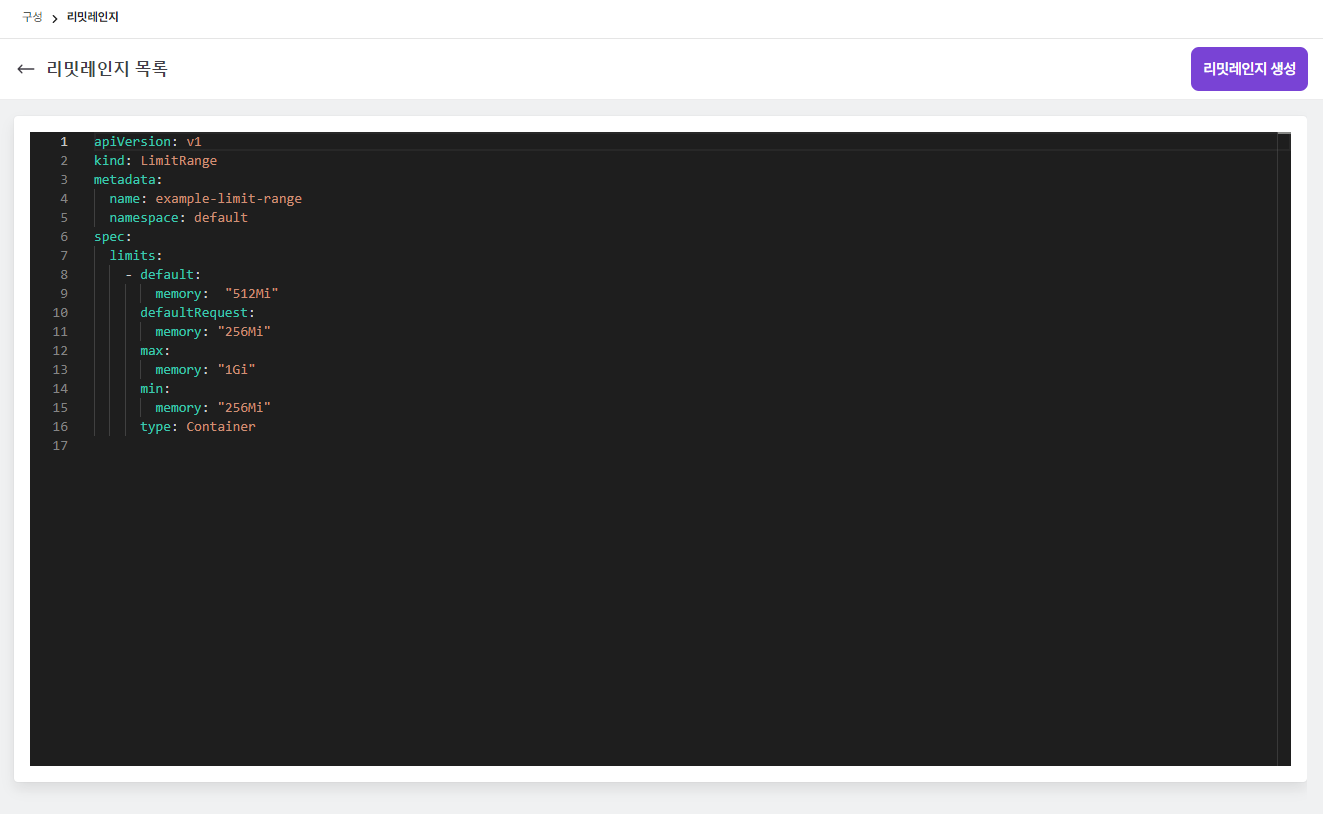 구성 > 리밋레인지
← 리밋레인지 목록
리밋레인지 생성
1 apiVersion: v1
2 kind: LimitRange
3 metadata:
4   name: example-limit-range
5   namespace: default
6 spec:
7   limits:
8     - default:
9         memory:  "512Mi"
10       defaultRequest:
11         memory: "256Mi"
12       max:
13         memory: "1Gi"
14       min:
15         memory: "256Mi"
16       type: Container
17